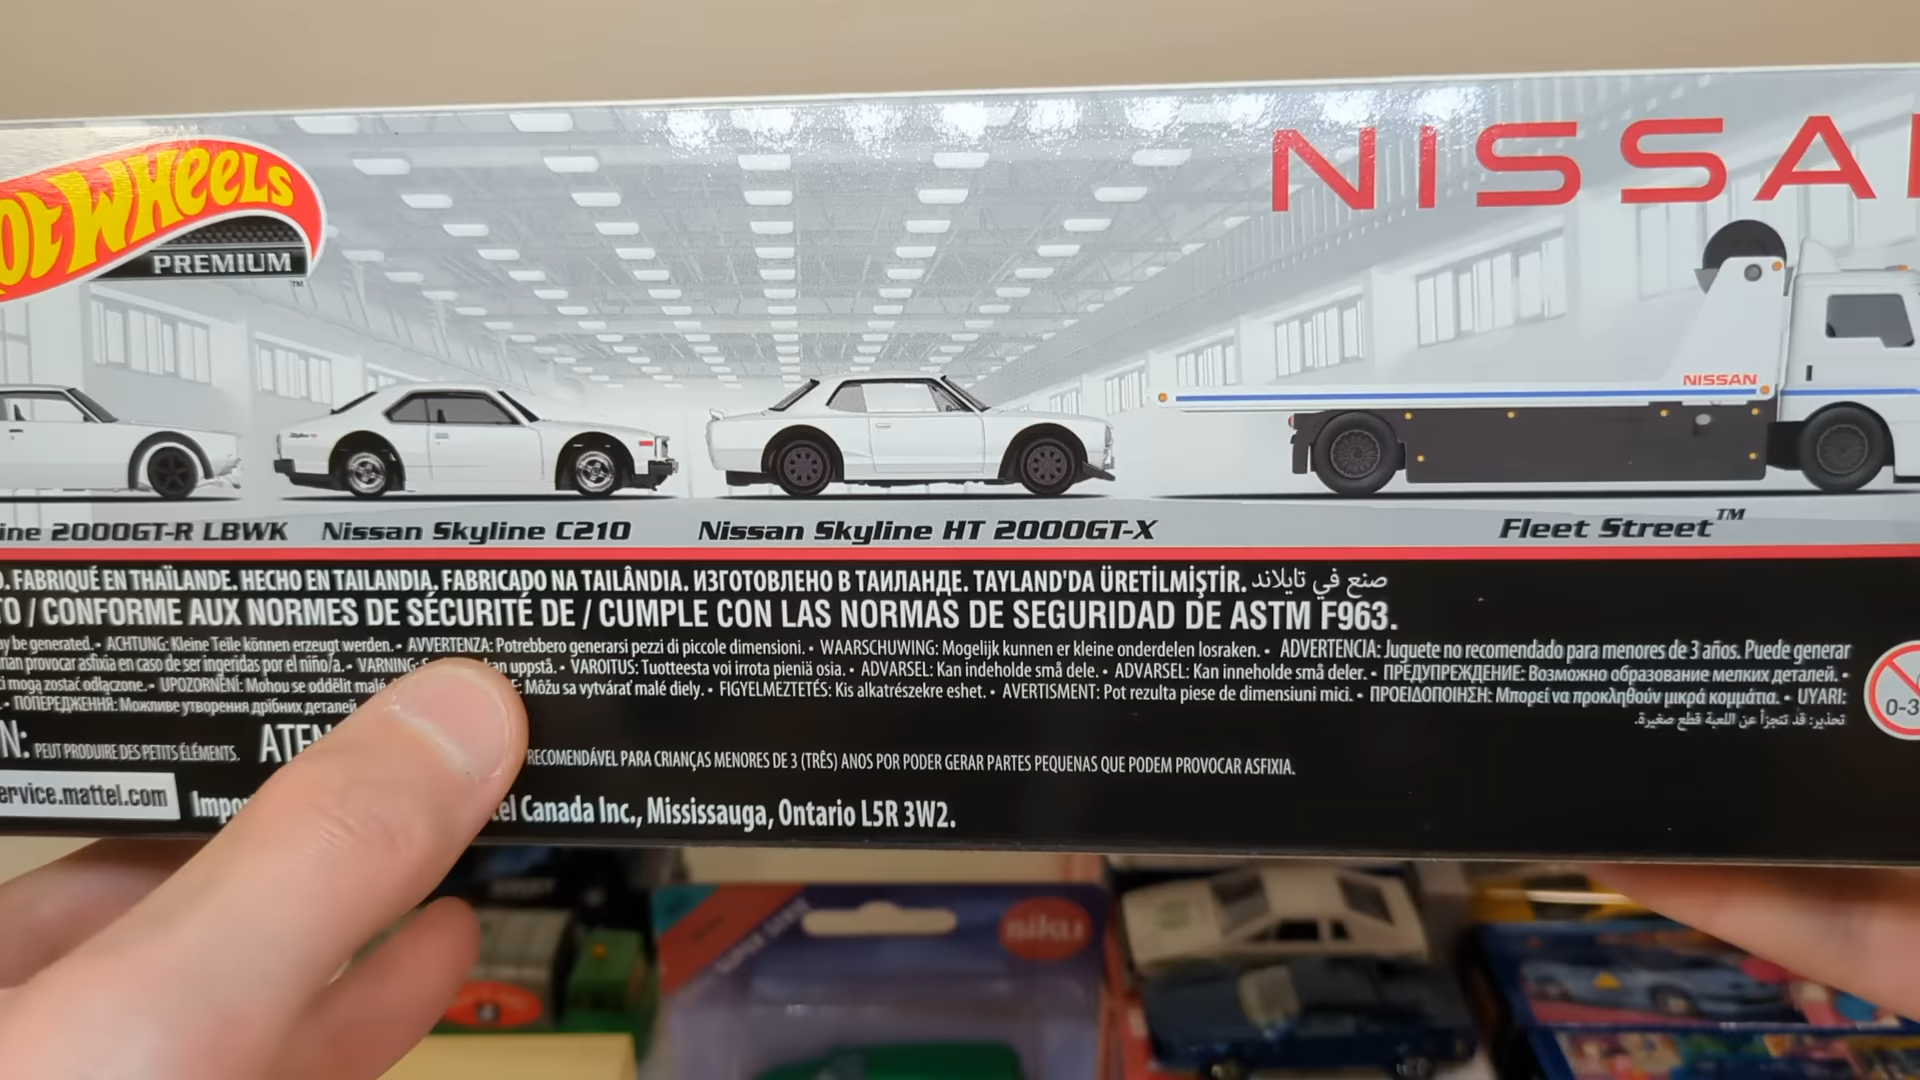 HOT WHEELS
PREMIUM
TM
NISSAN
NISSAN
2000GT-R LBWK
Nissan Skyline C210
Nissan Skyline HT 2000GT-X
Fleet Street™
FABRIQUÉ EN THAÏLANDE. HECHO EN TAILANDIA. FABRICADO NA TAILÂNDIA. ИЗГОТОВЛЕНО В ТАИЛАНДЕ. TAYLAND'DA ÜRETİLMİŞTİR. صنع في تايلاند
/ CONFORME AUX NORMES DE SÉCURITÉ DE / CUMPLE CON LAS NORMAS DE SEGURIDAD DE ASTM F963.
be generated. • ACHTUNG: Kleine Teile können erzeugt werden. • AVVERTENZA: Potrebbero generarsi pezzi di piccole dimensioni. • WAARSCHUWING: Mogelijk kunnen er kleine onderdelen losraken. • ADVERTENCIA: Juguete no recomendado para menores de 3 años. Puede generar
provocar asfixia en caso de ser ingeridas por el niño/a. • VARNING: uppstå. • VAROITUS: Tuotteesta voi irrota pieniä osia. • ADVARSEL: Kan indeholde små dele. • ADVARSEL: Kan inneholde små deler. • ПРЕДУПРЕЖДЕНИЕ: Возможно образование мелких деталей. •
mogą zostać odłączone. • UPOZORNĚNÍ: Mohou se oddělit malé Môžu sa vytvárať malé diely. • FIGYELMEZTETÉS: Kis alkatrészekre eshet. • AVERTISMENT: Pot rezulta piese de dimensiuni mici. • ΠΡΟΕΙΔΟΠΟΙΗΣΗ: Μπορεί να προκληθούν μικρά κομμάτια. • UYARI:
• ПОПЕРЕДЖЕННЯ: Можливе утворення дрібних деталей تحذير: قد تتجزأ عن اللعبة قطع صغيرة.
0-3
PEUT PRODUIRE DES PETITS ÉLÉMENTS.
RECOMENDÁVEL PARA CRIANÇAS MENORES DE 3 (TRÊS) ANOS POR PODER GERAR PARTES PEQUENAS QUE PODEM PROVOCAR ASFIXIA.
service.mattel.com
Canada Inc., Mississauga, Ontario L5R 3W2.
siku
SUPER SERIE